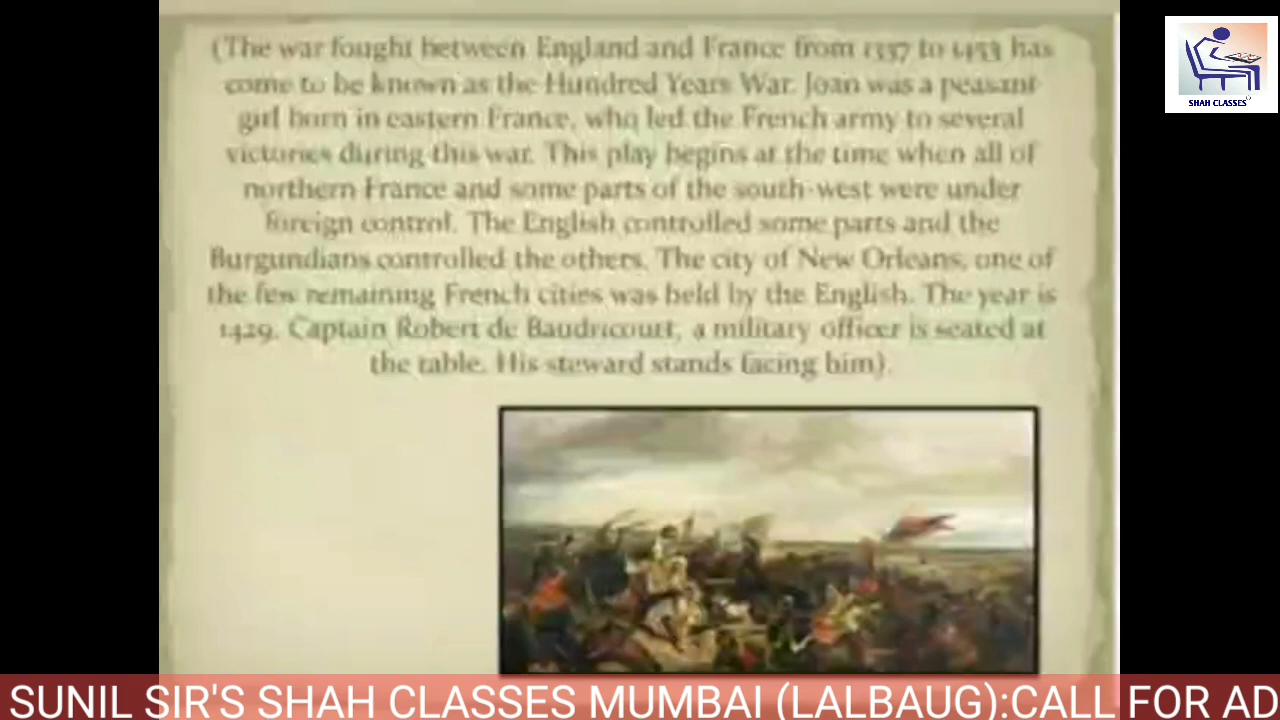 (The war fought between England and France from 1337 to 1453 has
come to be known as the Hundred Years War. Joan was a peasant
girl born in eastern France, who led the French army to several
victories during this war. This play begins at the time when all of
northern France and some parts of the south-west were under
foreign control. The English controlled some parts and the
Burgundians controlled the others. The city of New Orleans, one of
the few remaining French cities was held by the English. The year is
1429. Captain Robert de Baudricourt, a military officer is seated at
the table. His steward stands facing him).
SHAH CLASSES
SUNIL SIR'S SHAH CLASSES MUMBAI (LALBAUG):CALL FOR AD